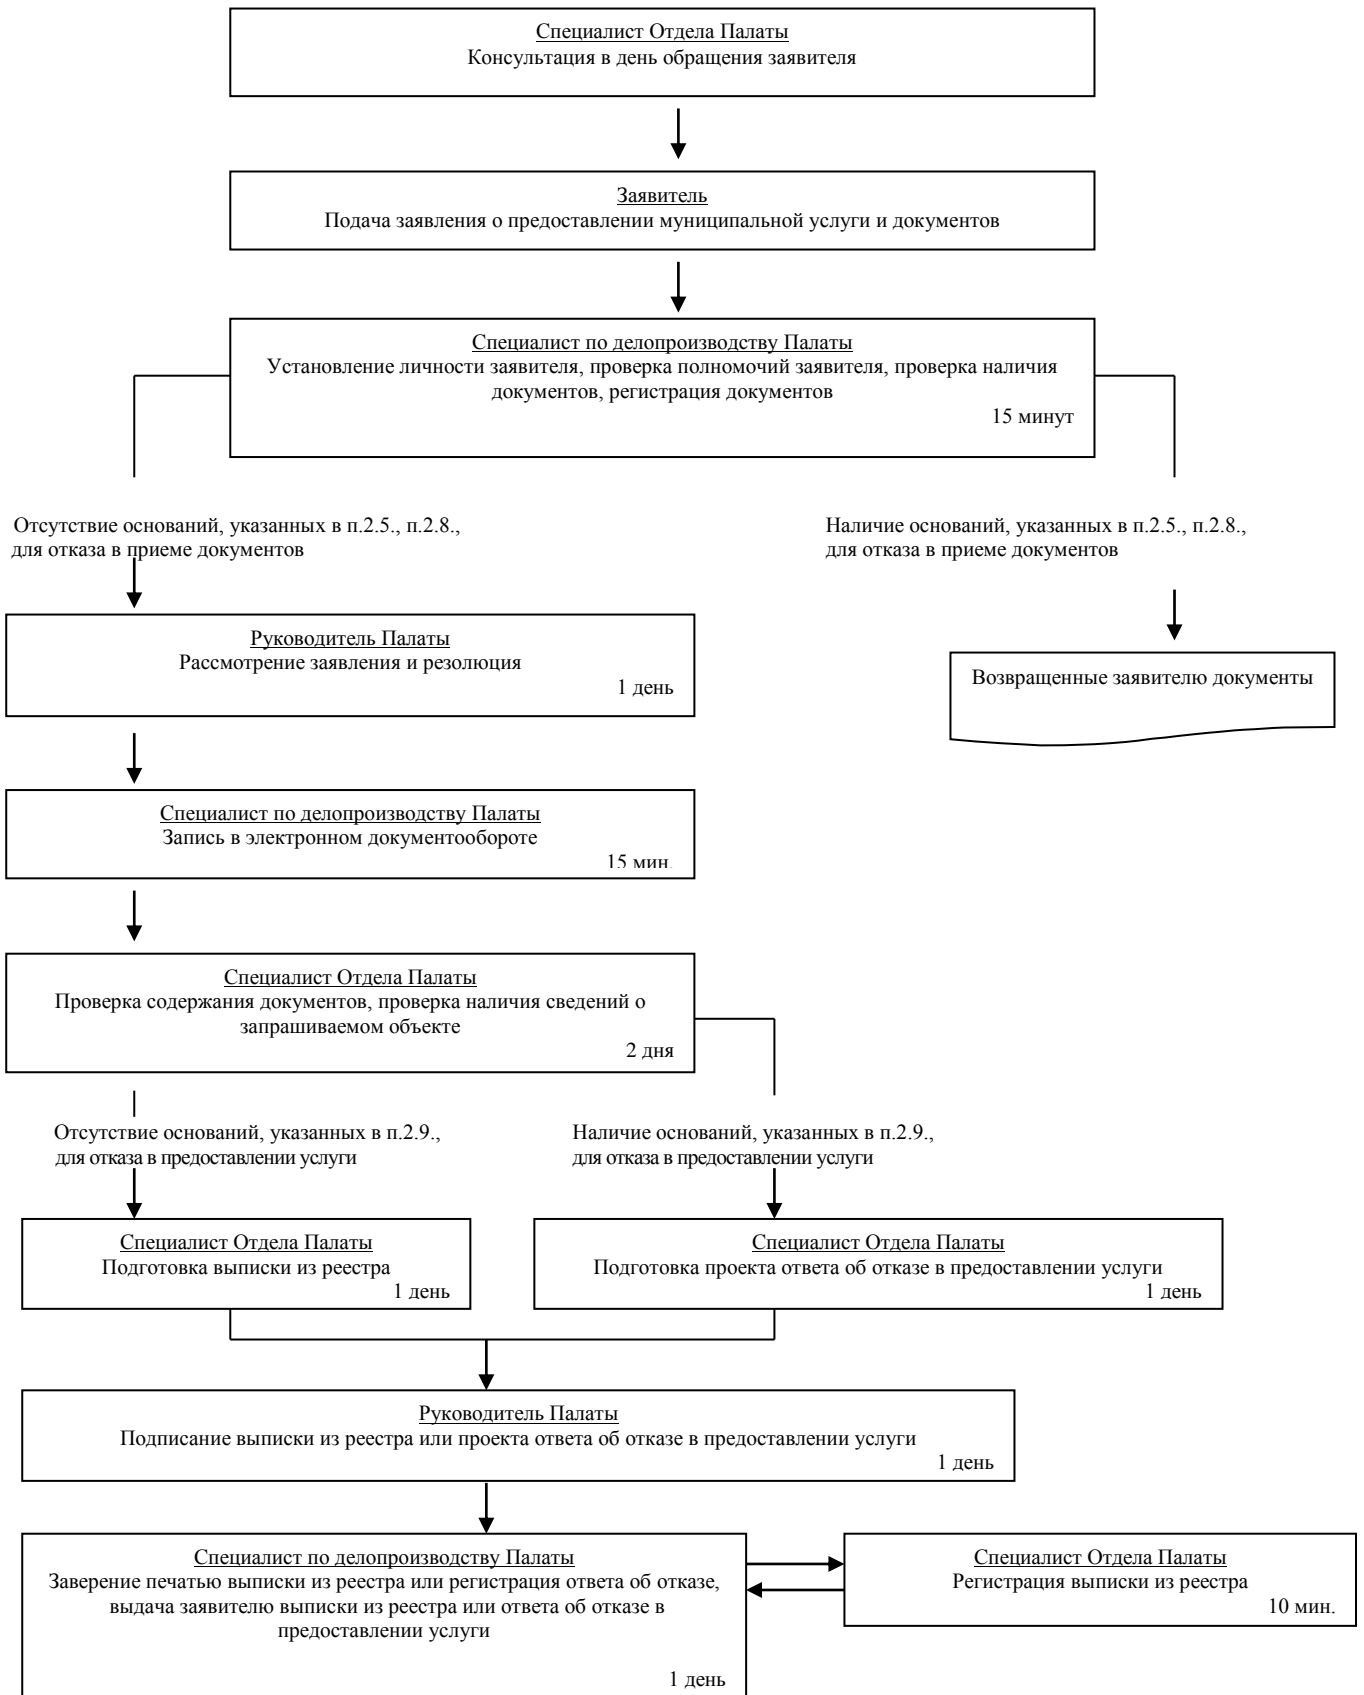 Специалист Отдела Палаты
Консультация в день обращения заявителя
Заявитель
Подача заявления о предоставлении муниципальной услуги и документов
Специалист по делопроизводству Палаты
Установление личности заявителя, проверка полномочий заявителя, проверка наличия
документов, регистрация документов
15 минут
Отсутствие оснований, указанных в п.2.5., п.2.8.,
для отказа в приеме документов
Наличие оснований, указанных в п.2.5., п.2.8.,
для отказа в приеме документов
Руководитель Палаты
Рассмотрение заявления и резолюция
1 день
Возвращенные заявителю документы
Специалист по делопроизводству Палаты
Запись в электронном документообороте
15 мин.
Специалист Отдела Палаты
Проверка содержания документов, проверка наличия сведений о
запрашиваемом объекте
2 дня
Отсутствие оснований, указанных в п.2.9.,
для отказа в предоставлении услуги
Наличие оснований, указанных в п.2.9.,
для отказа в предоставлении услуги
Специалист Отдела Палаты
Подготовка выписки из реестра
1 день
Специалист Отдела Палаты
Подготовка проекта ответа об отказе в предоставлении услуги
1 день
Руководитель Палаты
Подписание выписки из реестра или проекта ответа об отказе в предоставлении услуги
1 день
Специалист по делопроизводству Палаты
Заверение печатью выписки из реестра или регистрация ответа об отказе,
выдача заявителю выписки из реестра или ответа об отказе в
предоставлении услуги
1 день
Специалист Отдела Палаты
Регистрация выписки из реестра
10 мин.